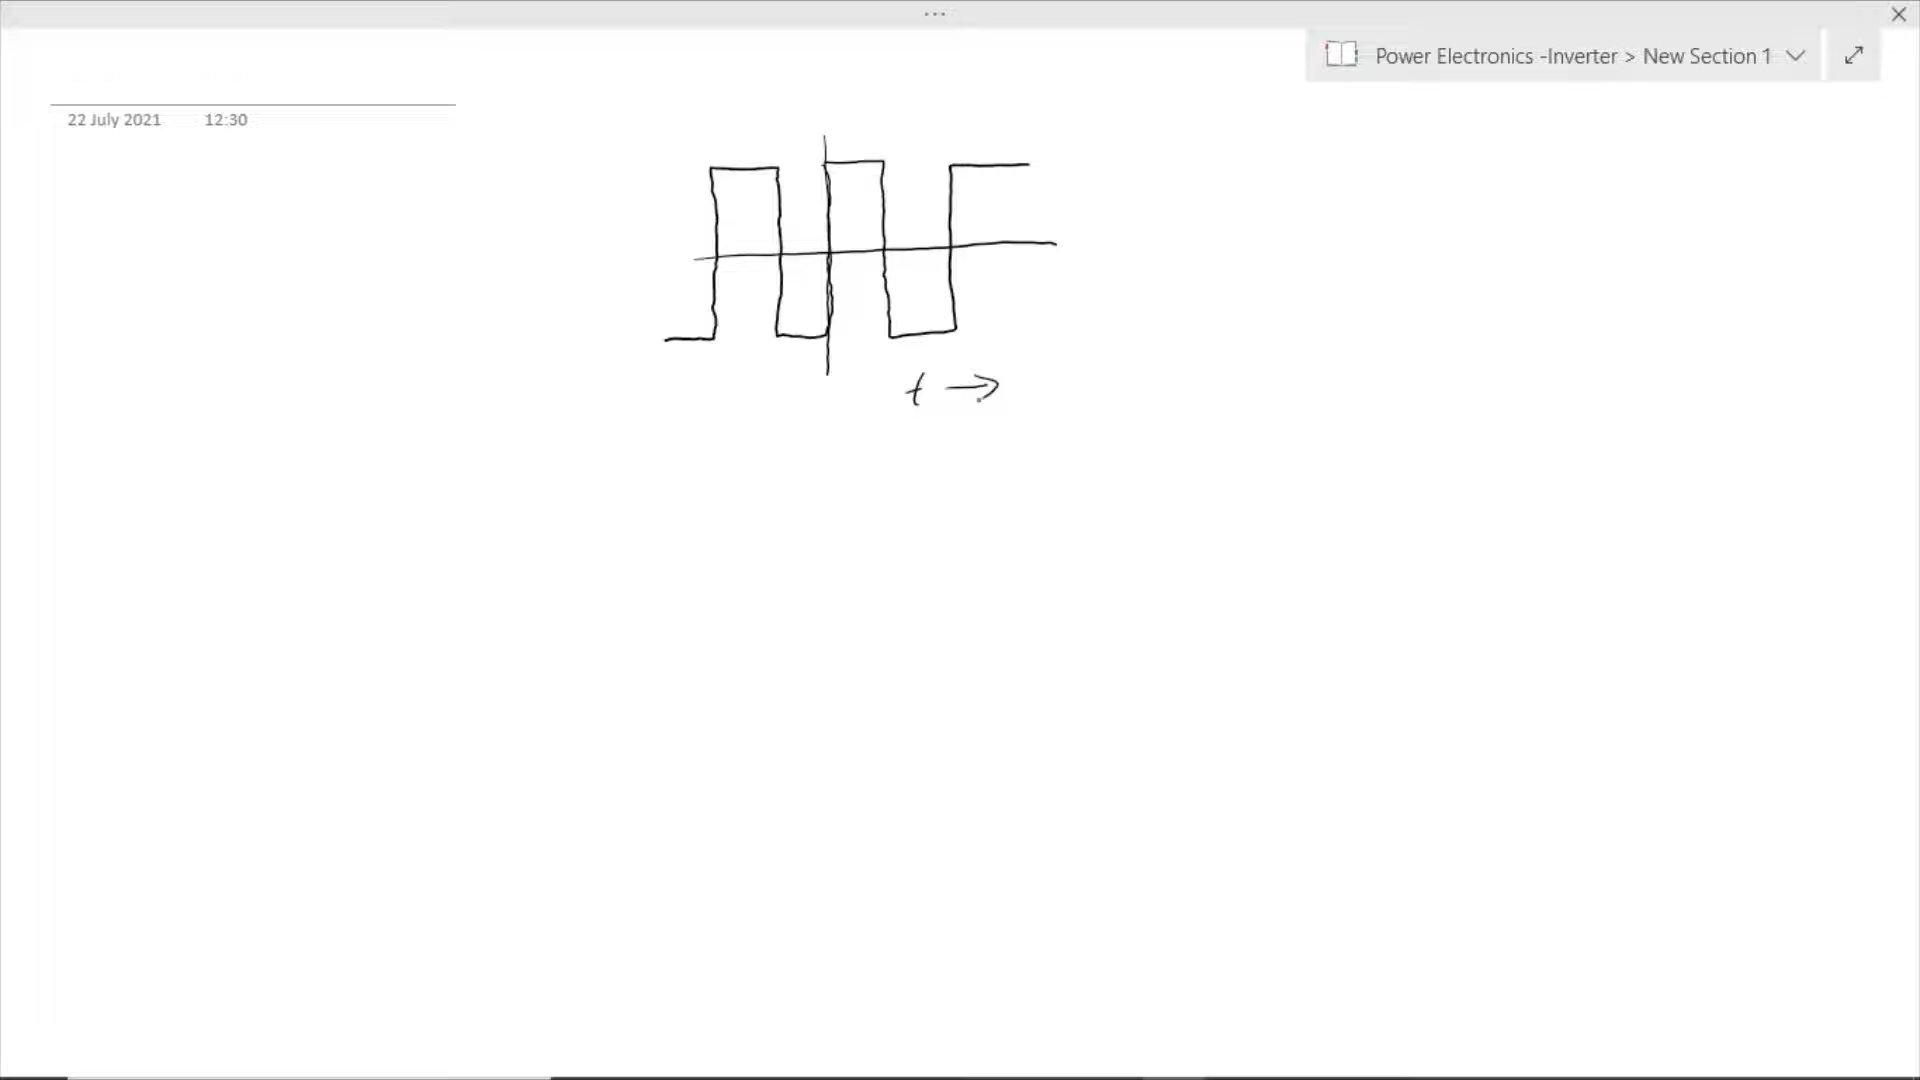 Power Electronics -Inverter > New Section 1
22 July 2021 12:30
t →